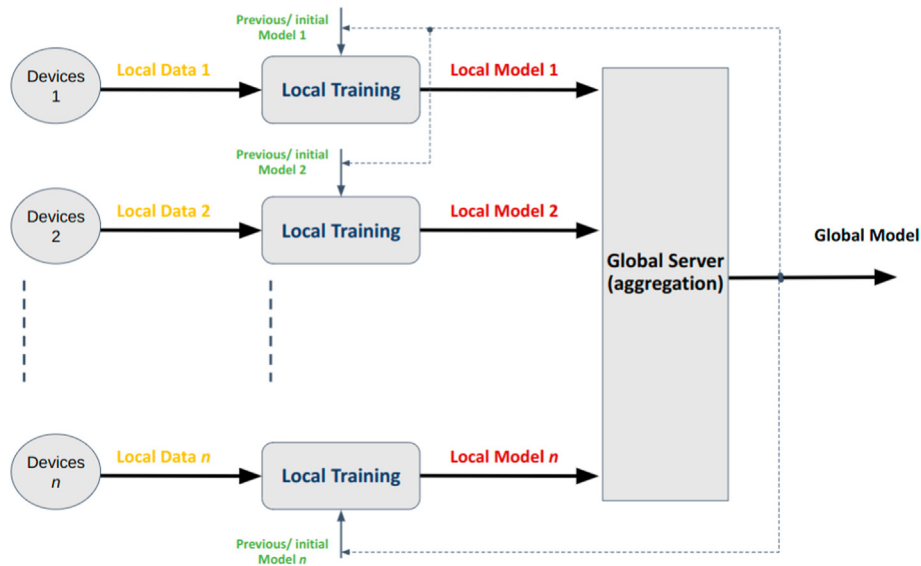 Previous/ initial
Model 1
Devices
1
Local Data 1
Local Training
Local Model 1
Previous/ initial
Model 2
Devices
2
Local Data 2
Local Training
Local Model 2
Global Model
Global Server
(aggregation)
Devices
n
Local Data n
Local Training
Local Model n
Previous/ initial
Model n